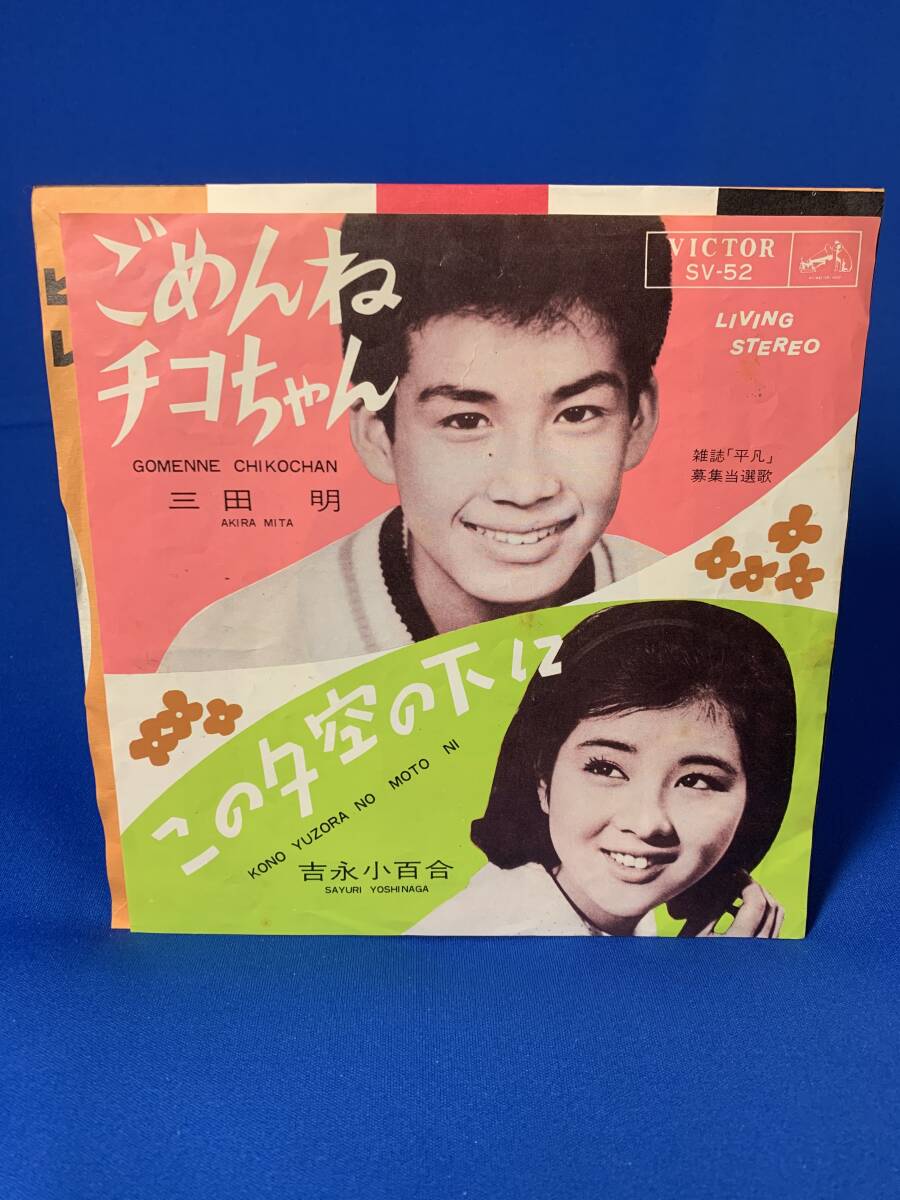 ごめんね
チコちゃん
GOMENNE CHIKOCHAN
三田 明
AKIRA MITA
VICTOR
SV-52
LIVING
STEREO
雑誌「平凡」
募集当選歌
この夕空の下に
KONO YUZORA NO MOTO NI
吉永小百合
SAYURI YOSHINAGA